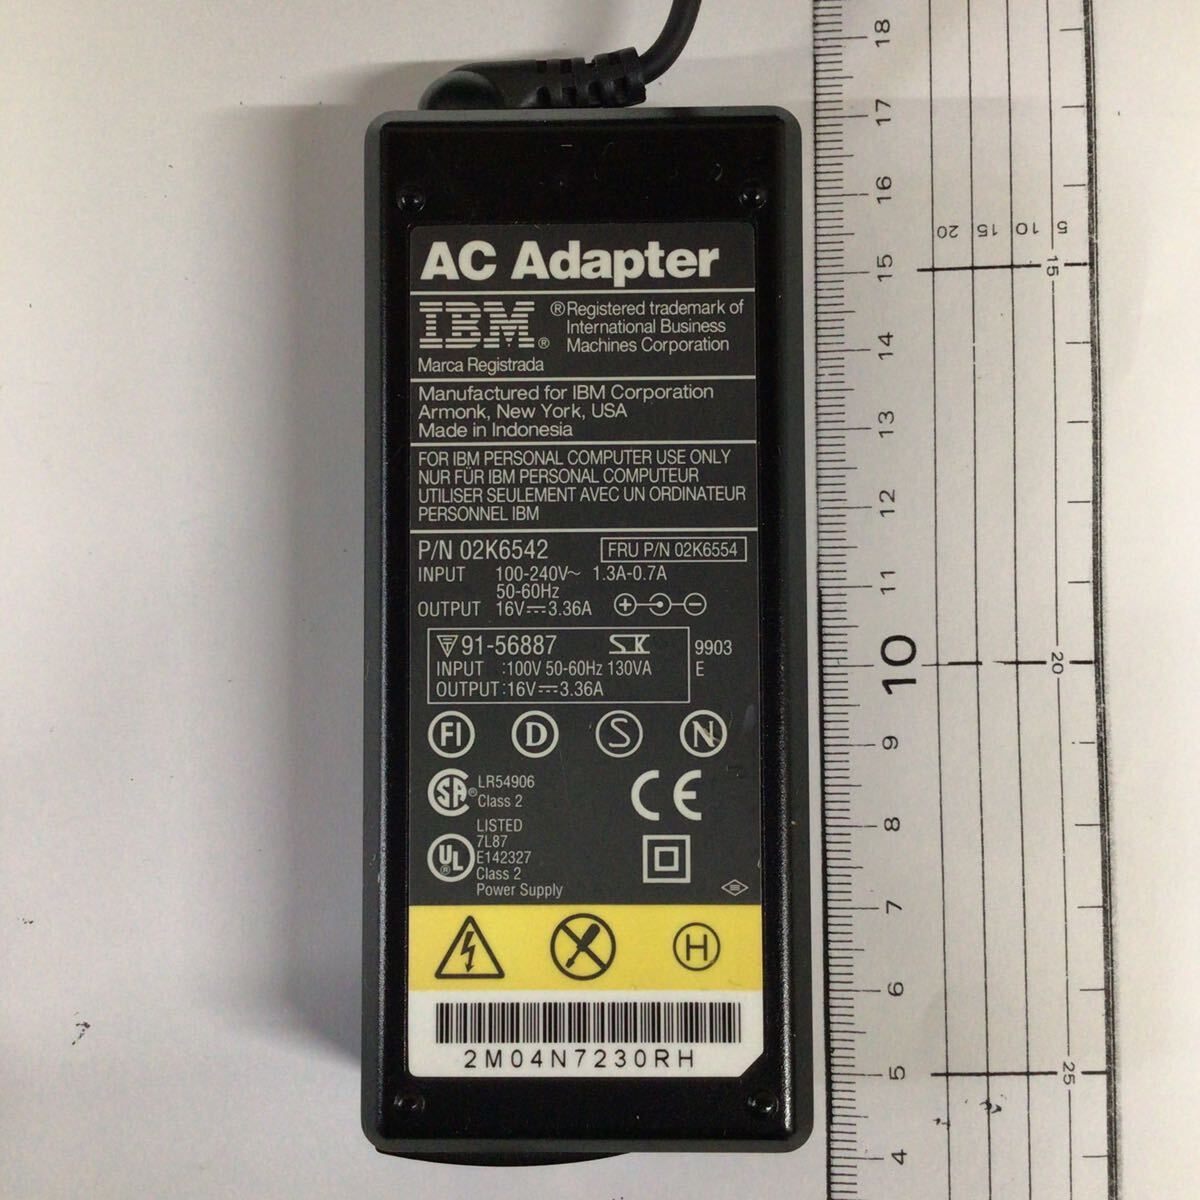 AC Adapter
IBM®
®Registered trademark of
International Business
Machines Corporation
Marca Registrada
Manufactured for IBM Corporation
Armonk, New York, USA
Made in Indonesia
FOR IBM PERSONAL COMPUTER USE ONLY
NUR FÜR IBM PERSONAL COMPUTEUR
UTILISER SEULEMENT AVEC UN ORDINATEUR
PERSONNEL IBM
P/N 02K6542
FRU P/N 02K6554
INPUT 100-240V~ 1.3A-0.7A
50-60Hz
OUTPUT 16V⎓3.36A
91-56887 SK
INPUT :100V 50-60Hz 130VA
OUTPUT:16V⎓3.36A
9903
E
FI D S N
SA®
LR54906
Class 2
CE
UL®
LISTED
7L87
E142327
Class 2
Power Supply
H
2M04N7230RH
18
17
16
15
14
13
12
11
10
9
8
7
6
5
4
20 15 10 5
15
20
25